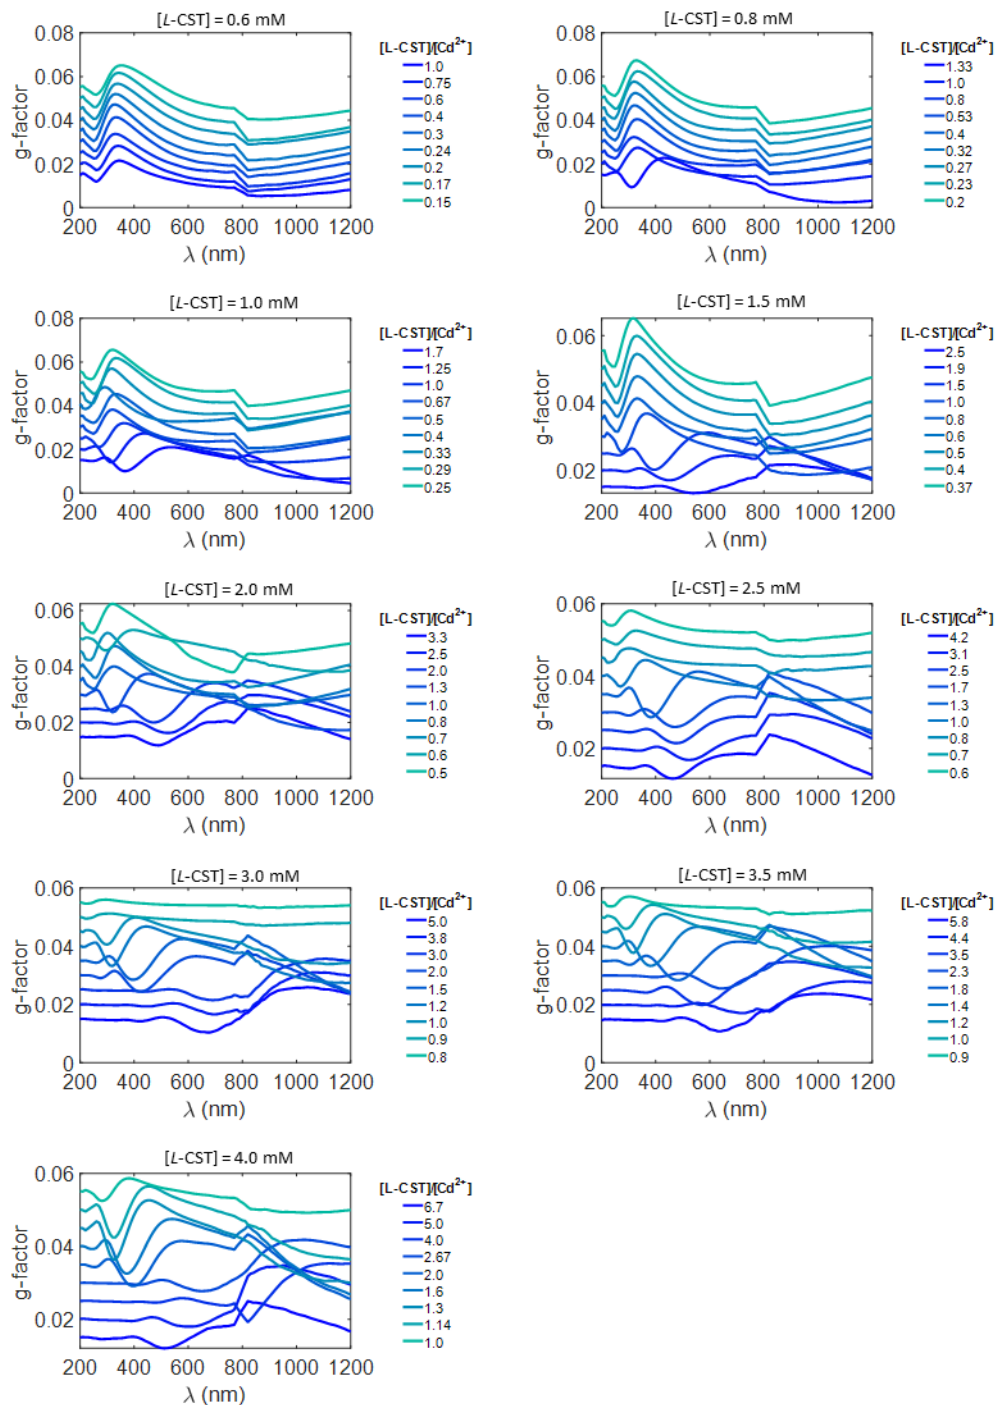 [L-CST] = 0.6 mM
g-factor
0.08
0.06
0.04
0.02
0
200 400 600 800 1000 1200
λ (nm)
[L-CST]/[Cd²⁺]
1.0
0.75
0.6
0.4
0.3
0.24
0.2
0.17
0.15
[L-CST] = 0.8 mM
g-factor
0.08
0.06
0.04
0.02
0
200 400 600 800 1000 1200
λ (nm)
[L-CST]/[Cd²⁺]
1.33
1.0
0.8
0.53
0.4
0.32
0.27
0.23
0.2
[L-CST] = 1.0 mM
g-factor
0.08
0.06
0.04
0.02
0
200 400 600 800 1000 1200
λ (nm)
[L-CST]/[Cd²⁺]
1.7
1.25
1.0
0.67
0.5
0.4
0.33
0.29
0.25
[L-CST] = 1.5 mM
g-factor
0.06
0.04
0.02
200 400 600 800 1000 1200
λ (nm)
[L-CST]/[Cd²⁺]
2.5
1.9
1.5
1.0
0.8
0.6
0.5
0.4
0.37
[L-CST] = 2.0 mM
g-factor
0.06
0.04
0.02
0
200 400 600 800 1000 1200
λ (nm)
[L-CST]/[Cd²⁺]
3.3
2.5
2.0
1.3
1.0
0.8
0.7
0.6
0.5
[L-CST] = 2.5 mM
g-factor
0.06
0.04
0.02
200 400 600 800 1000 1200
λ (nm)
[L-CST]/[Cd²⁺]
4.2
3.1
2.5
1.7
1.3
1.0
0.8
0.7
0.6
[L-CST] = 3.0 mM
g-factor
0.06
0.04
0.02
0
200 400 600 800 1000 1200
λ (nm)
[L-CST]/[Cd²⁺]
5.0
3.8
3.0
2.0
1.5
1.2
1.0
0.9
0.8
[L-CST] = 3.5 mM
g-factor
0.06
0.04
0.02
0
200 400 600 800 1000 1200
λ (nm)
[L-CST]/[Cd²⁺]
5.8
4.4
3.5
2.3
1.8
1.4
1.2
1.0
0.9
[L-CST] = 4.0 mM
g-factor
0.06
0.04
0.02
200 400 600 800 1000 1200
λ (nm)
[L-CST]/[Cd²⁺]
6.7
5.0
4.0
2.67
2.0
1.6
1.3
1.14
1.0